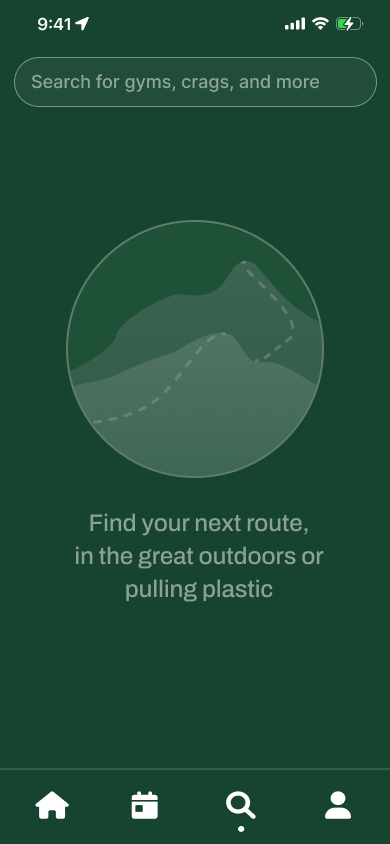 9:41
Search for gyms, crags, and more
Find your next route,
in the great outdoors or
pulling plastic